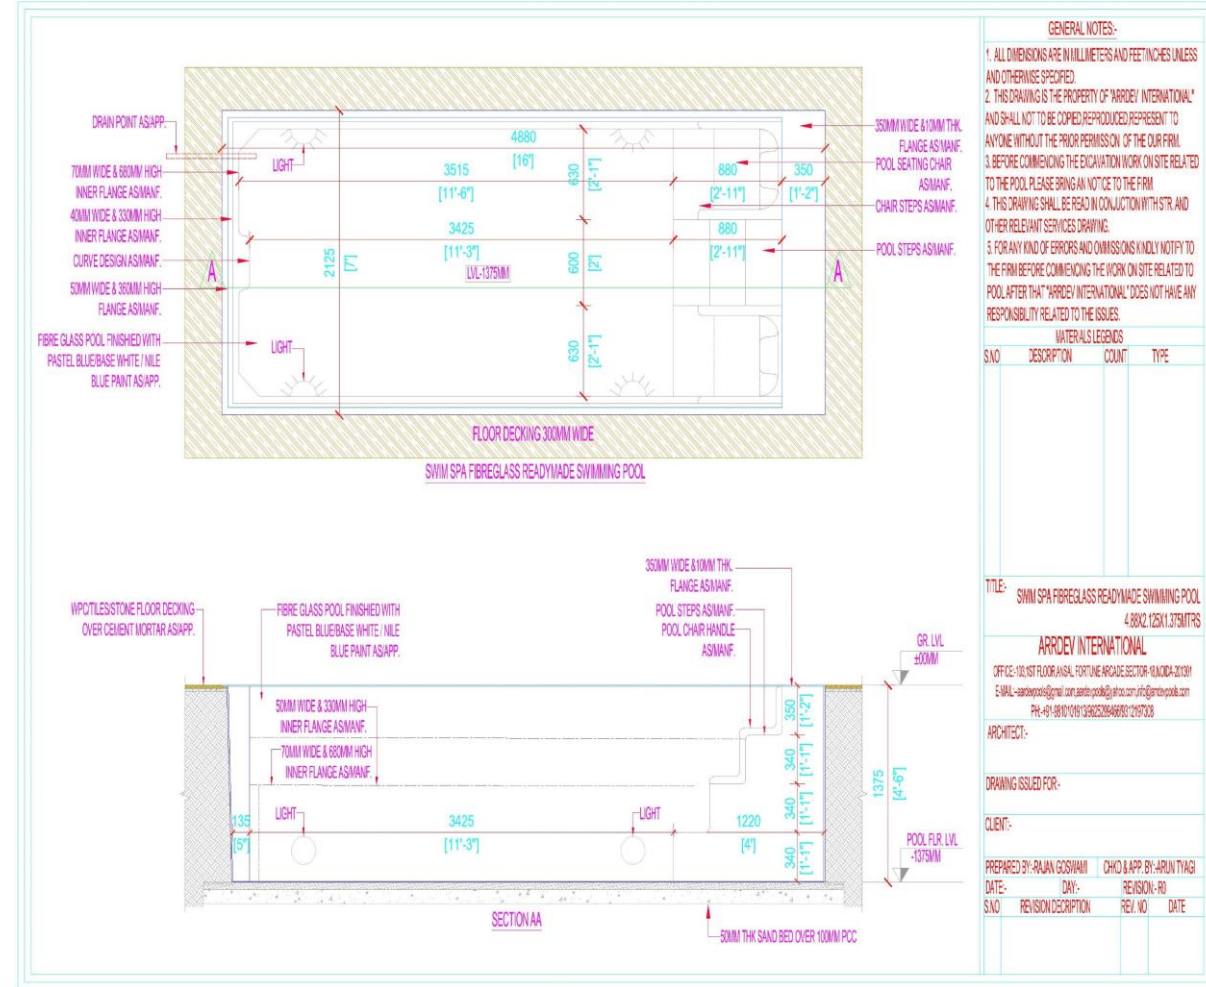 DRAIN POINT AS/APP.
70MM WIDE & 680MM HIGH
INNER FLANGE AS/MANF.
40MM WIDE & 330MM HIGH
INNER FLANGE AS/MANF.
CURVE DESIGN AS/MANF.
50MM WIDE & 360MM HIGH
FLANGE AS/MANF.
FIBRE GLASS POOL FINISHIED WITH
PASTEL BLUE/BASE WHITE / NILE
BLUE PAINT AS/APP.
A
A
LIGHT
LIGHT
4880
[16']
3515
[11'-6"]
880
[2'-11"]
350
[1'-2"]
3425
[11'-3"]
880
[2'-11"]
LVL-1375MM
2125
[7']
630
[2'-1"]
600
[2']
630
[2'-1"]
350MM WIDE &10MM THK.
FLANGE AS/MANF.
POOL SEATING CHAIR
AS/MANF.
CHAIR STEPS AS/MANF.
POOL STEPS AS/MANF.
FLOOR DECKING 300MM WIDE
SWIM SPA FIBREGLASS READYMADE SWIMMING POOL
350MM WIDE &10MM THK.
FLANGE AS/MANF.
POOL STEPS AS/MANF.
POOL CHAIR HANDLE
AS/MANF.
WPC/TILES/STONE FLOOR DECKING
OVER CEMENT MORTAR AS/APP.
FIBRE GLASS POOL FINISHIED WITH
PASTEL BLUE/BASE WHITE / NILE
BLUE PAINT AS/APP.
50MM WIDE & 330MM HIGH
INNER FLANGE AS/MANF.
70MM WIDE & 680MM HIGH
INNER FLANGE AS/MANF.
LIGHT
LIGHT
135
[5"]
3425
[11'-3"]
1220
[4']
350
[1'-2"]
340
[1'-1"]
340
[1'-1"]
340
[1'-1"]
1375
[4'-6"]
GR. LVL
±00MM
POOL FLR. LVL
-1375MM
SECTION AA
50MM THK SAND BED OVER 100MM PCC
GENERAL NOTES:-
1. ALL DIMENSIONS ARE IN MILLIMETERS AND FEET/INCHES UNLESS
AND OTHERWISE SPECIFIED.
2. THIS DRAWING IS THE PROPERTY OF "ARRDEV INTERNATIONAL"
AND SHALL NOT TO BE COPIED,REPRODUCED,REPRESENT TO
ANYONE WITHOUT THE PRIOR PERMISSION OF THE OUR FIRM.
3. BEFORE COMMENCING THE EXCAVATION WORK ON SITE RELATED
TO THE POOL PLEASE BRING AN NOTICE TO THE FIRM
4. THIS DRAWING SHALL BE READ IN CONJUCTION WITH STR. AND
OTHER RELEVANT SERVICES DRAWING.
5. FOR ANY KIND OF ERRORS AND OMMISSIONS KINDLY NOTIFY TO
THE FIRM BEFORE COMMENCING THE WORK ON SITE RELATED TO
POOL AFTER THAT "ARRDEV INTERNATIONAL" DOES NOT HAVE ANY
RESPONSIBILITY RELATED TO THE ISSUES.
MATERIALS LEGENDS
S.NO DESCRIPTION COUNT TYPE
TITLE:-
SWIM SPA FIBREGLASS READYMADE SWIMMING POOL
4.88X2.125X1.375MTRS
ARRDEV INTERNATIONAL
OFFICE:-133,1ST FLOOR,ANSAL FORTUNE ARCADE,SECTOR-18,NOIDA-201301
E-MAIL:-
ARCHITECT:-
DRAWING ISSUED FOR:-
CLIENT:-
PREPARED BY:-RAJAN GOSWAMI CHKD & APP. BY:-ARUN TYAGI
DATE:- DAY:- REVISION:- R0
S.NO REVISION DECRIPTION REV. NO DATE